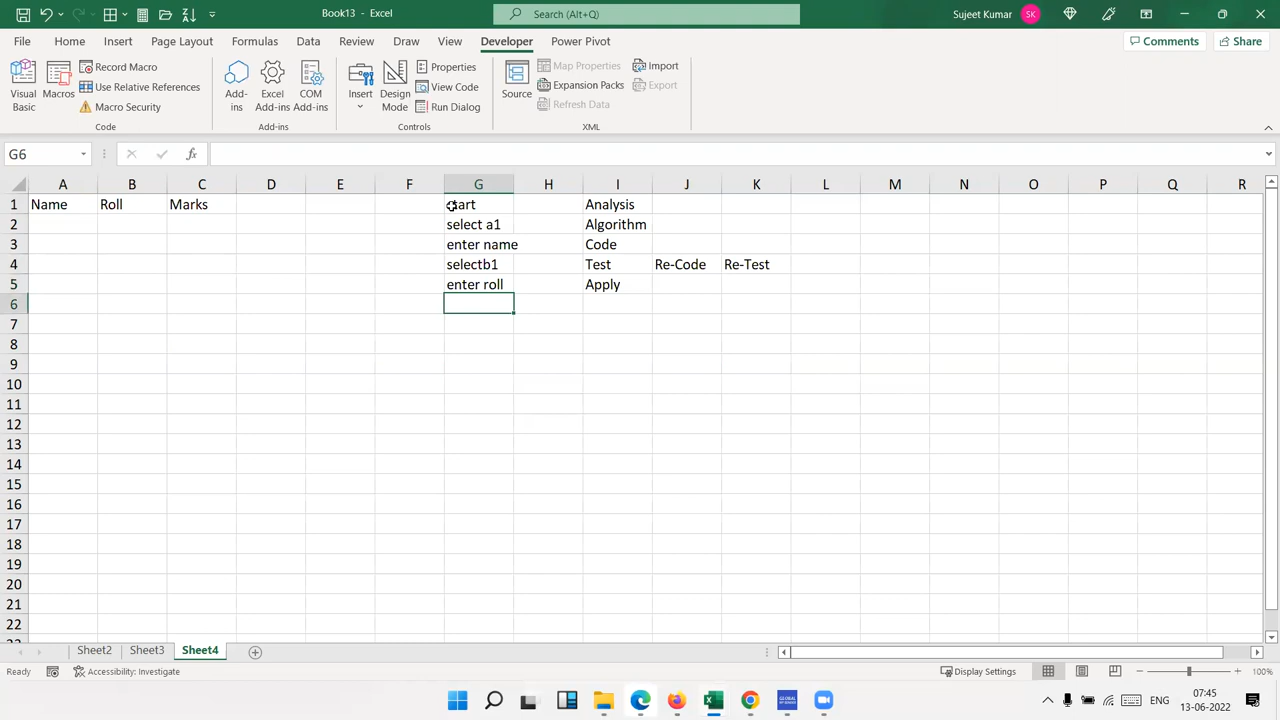 Book13 - Excel
Search (Alt+Q)
Sujeet Kumar
SK
File Home Insert Page Layout Formulas Data Review Draw View Developer Power Pivot
Comments
Share
Visual Basic
Macros
Record Macro
Use Relative References
Macro Security
Code
Add-ins
Excel Add-ins
COM Add-ins
Add-ins
Insert
Design Mode
Properties
View Code
Run Dialog
Controls
Source
Map Properties
Expansion Packs
Refresh Data
Import
Export
XML
G6
fx
A B C D E F G H I J K L M N O P Q R
1 Name Roll Marks start Analysis
2 select a1 Algorithm
3 enter name Code
4 selectb1 Test Re-Code Re-Test
5 enter roll Apply
6
7
8
9
10
11
12
13
14
15
16
17
18
19
20
21
22
Sheet2 Sheet3 Sheet4
Ready
Accessibility: Investigate
Display Settings
100%
ENG
07:45
13-06-2022